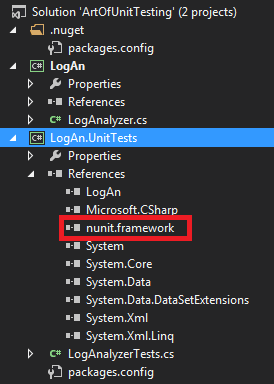 Solution 'ArtOfUnitTesting' (2 projects)
.nuget
packages.config
C# LogAn
Properties
References
C# LogAnalyzer.cs
C# LogAn.UnitTests
Properties
References
LogAn
Microsoft.CSharp
nunit.framework
System
System.Core
System.Data
System.Data.DataSetExtensions
System.Xml
System.Xml.Linq
C# LogAnalyzerTests.cs
packages.config